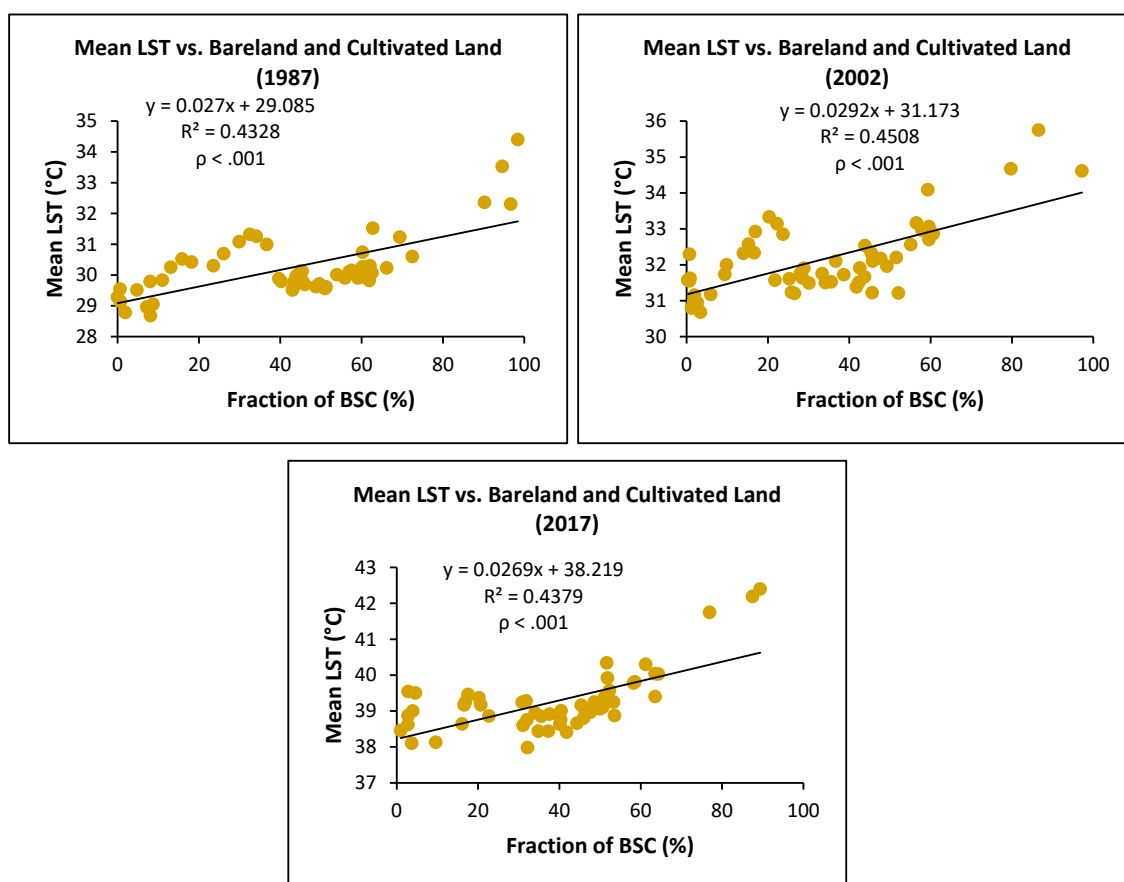 Mean LST vs. Bareland and Cultivated Land
(1987)
y = 0.027x + 29.085
R² = 0.4328
ρ < .001
35
34
33
32
31
30
29
28
Mean LST (°C)
0 20 40 60 80 100
Fraction of BSC (%)
Mean LST vs. Bareland and Cultivated Land
(2002)
y = 0.0292x + 31.173
R² = 0.4508
ρ < .001
36
35
34
33
32
31
30
Mean LST (°C)
0 20 40 60 80 100
Fraction of BSC (%)
Mean LST vs. Bareland and Cultivated Land
(2017)
y = 0.0269x + 38.219
R² = 0.4379
ρ < .001
43
42
41
40
39
38
37
Mean LST (°C)
0 20 40 60 80 100
Fraction of BSC (%)